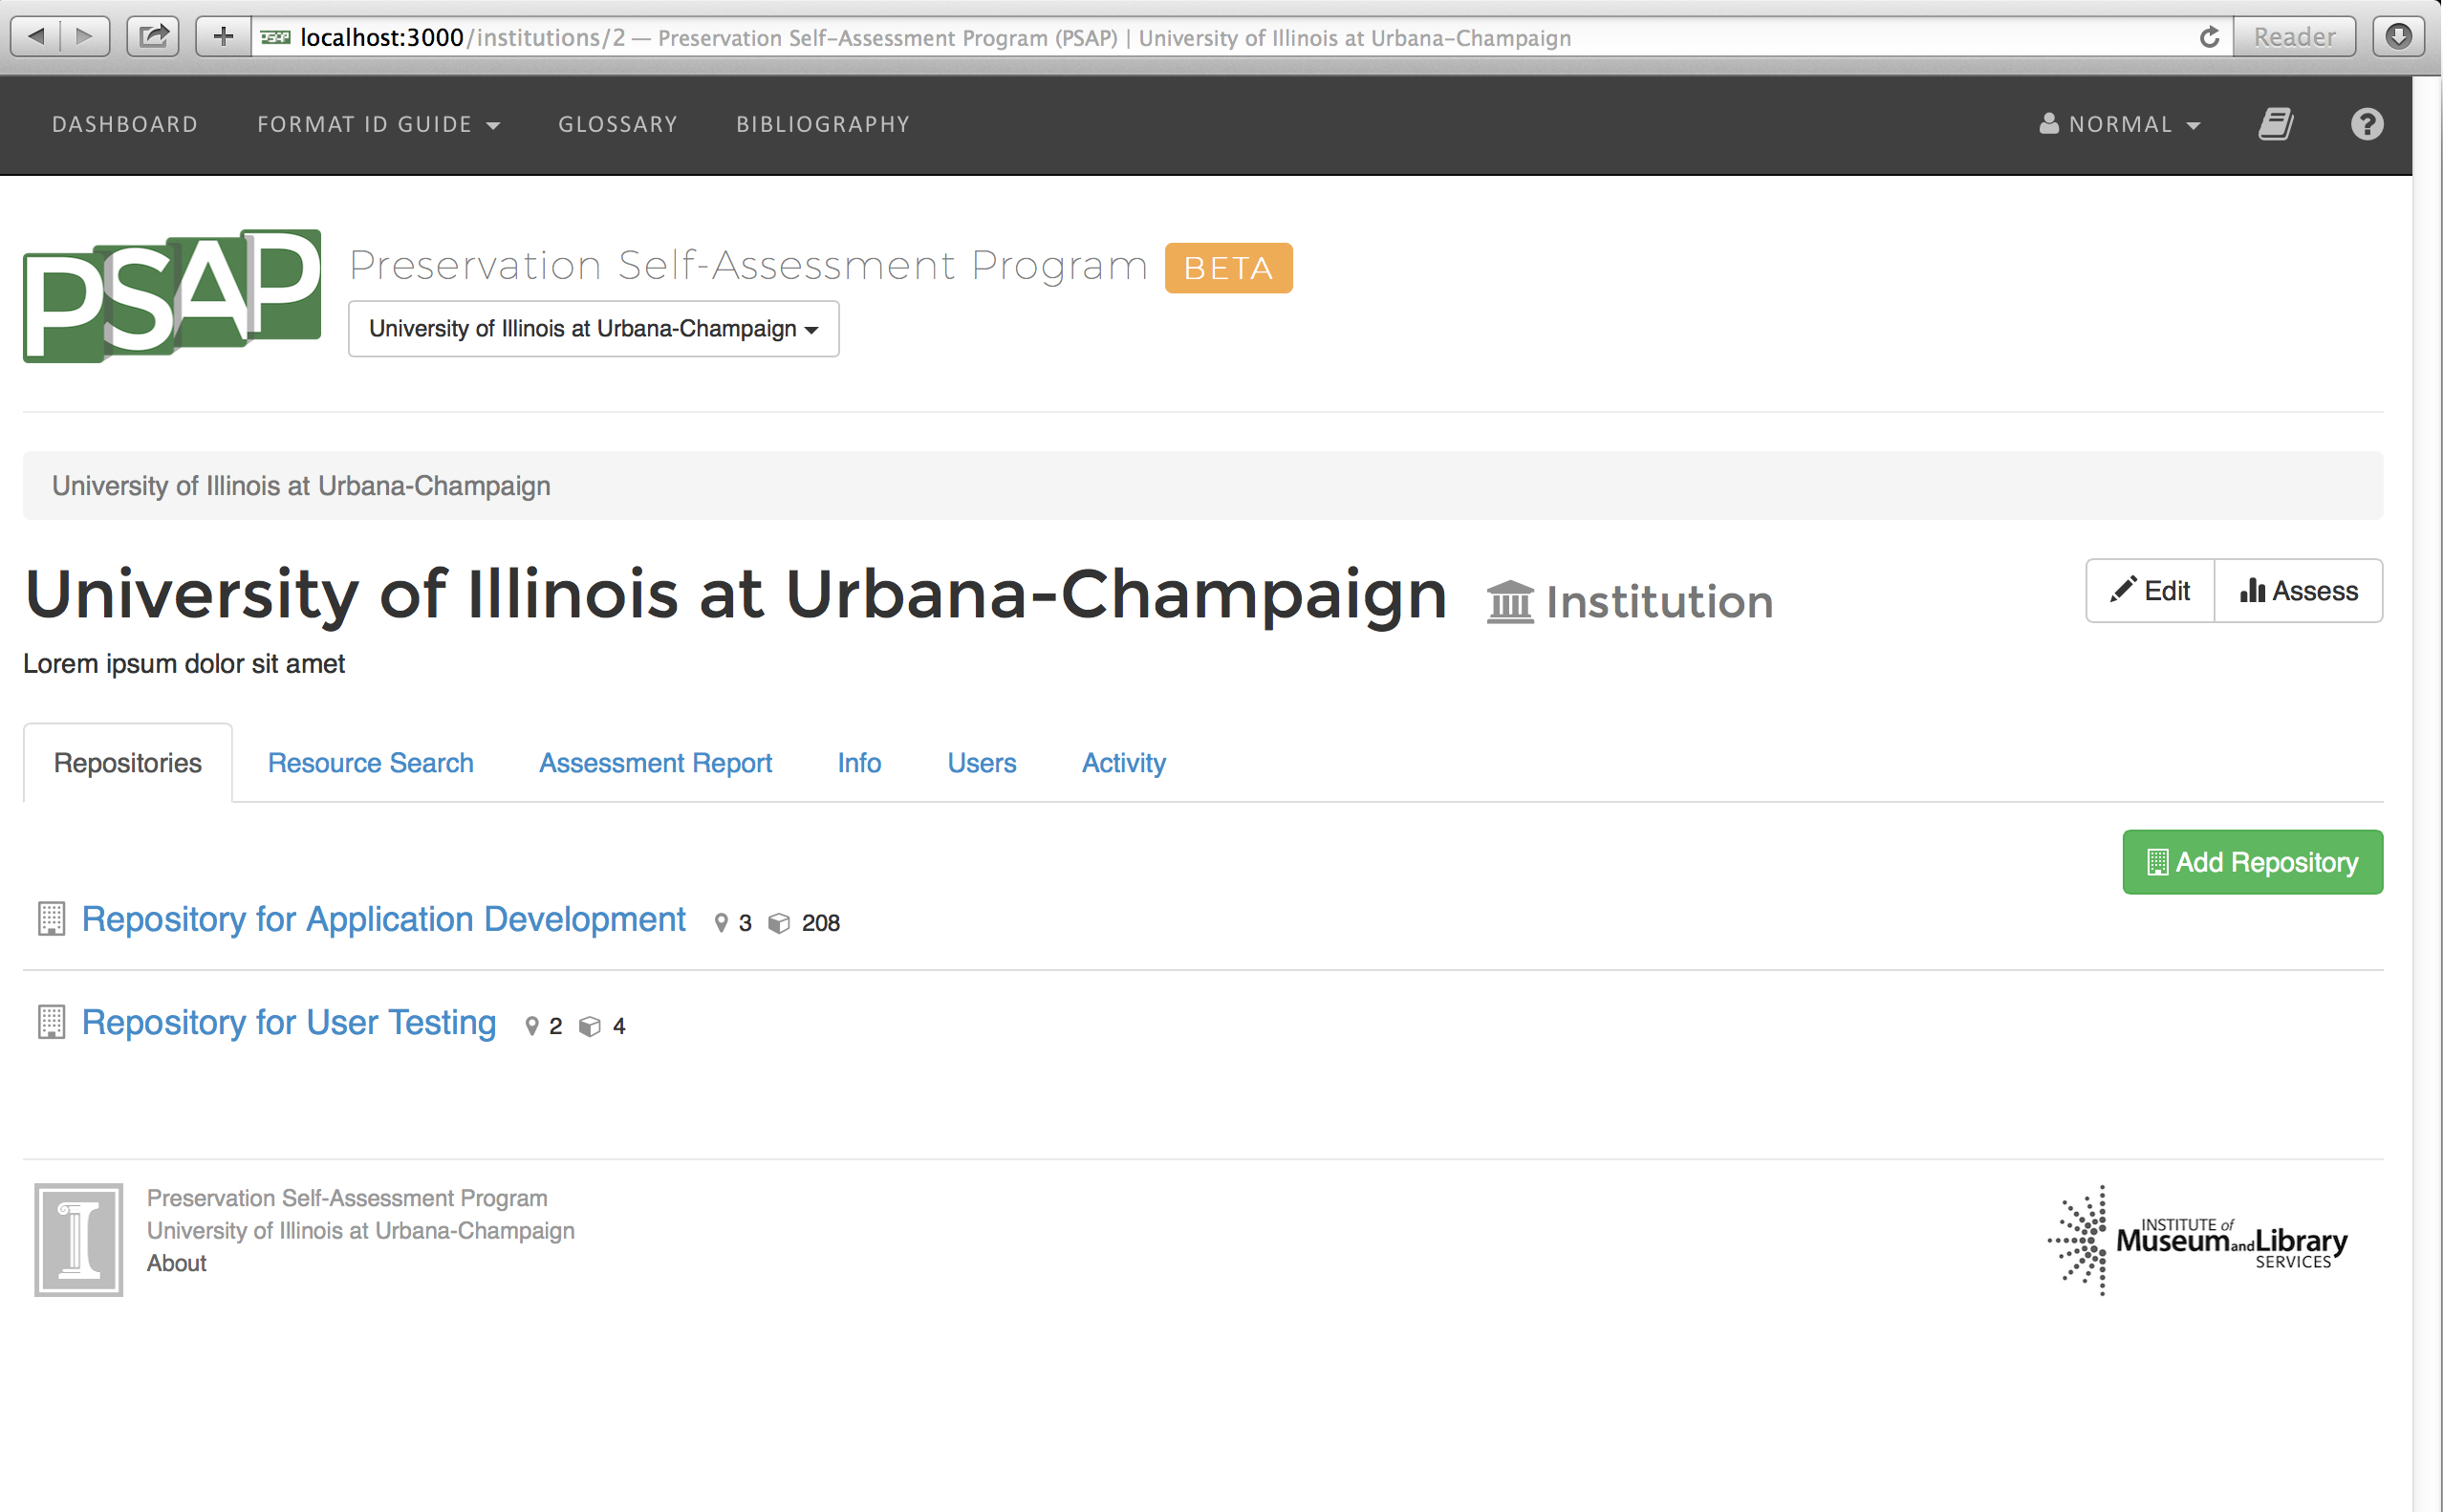 localhost:3000/institutions/2 — Preservation Self-Assessment Program (PSAP) | University of Illinois at Urbana-Champaign
Reader
DASHBOARD
FORMAT ID GUIDE
GLOSSARY
BIBLIOGRAPHY
NORMAL
PSAP
Preservation Self-Assessment Program BETA
University of Illinois at Urbana-Champaign
University of Illinois at Urbana-Champaign
University of Illinois at Urbana-Champaign Institution
Edit
Assess
Lorem ipsum dolor sit amet
Repositories
Resource Search
Assessment Report
Info
Users
Activity
Add Repository
Repository for Application Development 3 208
Repository for User Testing 2 4
Preservation Self-Assessment Program
University of Illinois at Urbana-Champaign
About
INSTITUTE of
Museum and Library
SERVICES